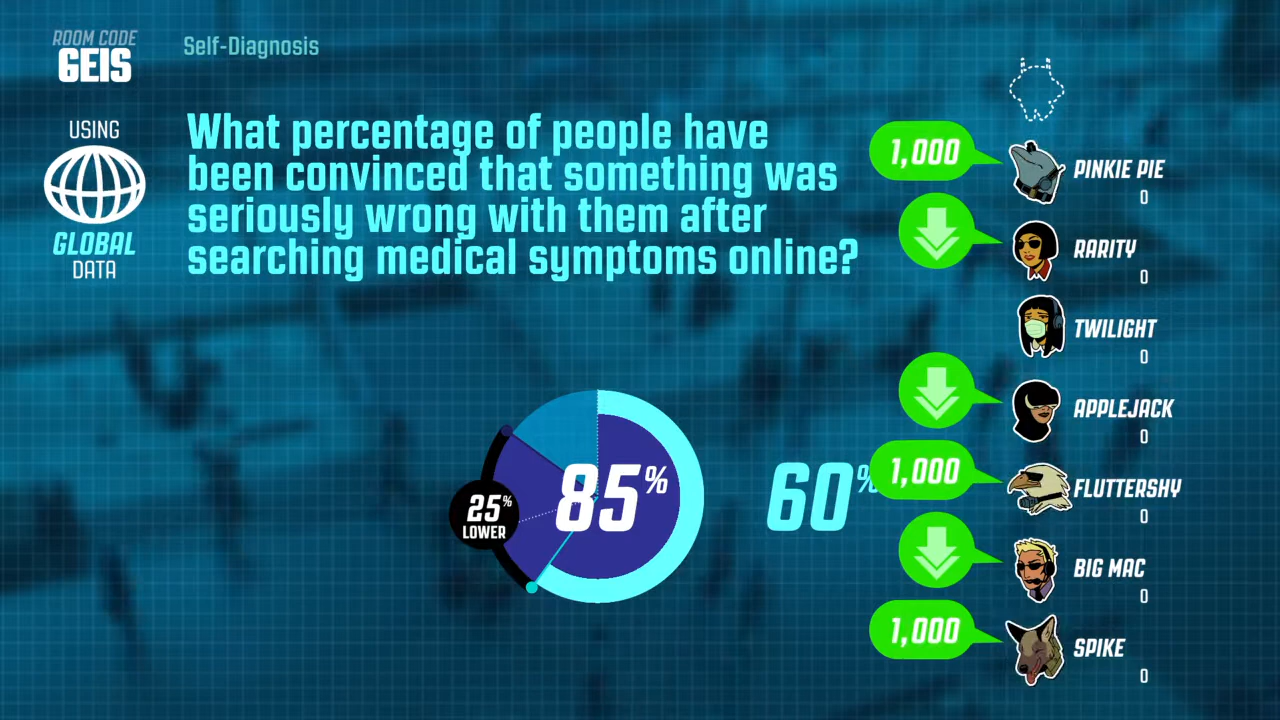 ROOM CODE
GEIS
Self-Diagnosis
USING
GLOBAL
DATA
What percentage of people have
been convinced that something was
seriously wrong with them after
searching medical symptoms online?
85%
25%
LOWER
60%
1,000
PINKIE PIE
0
RARITY
0
TWILIGHT
0
APPLEJACK
0
1,000
FLUTTERSHY
0
BIG MAC
0
1,000
SPIKE
0